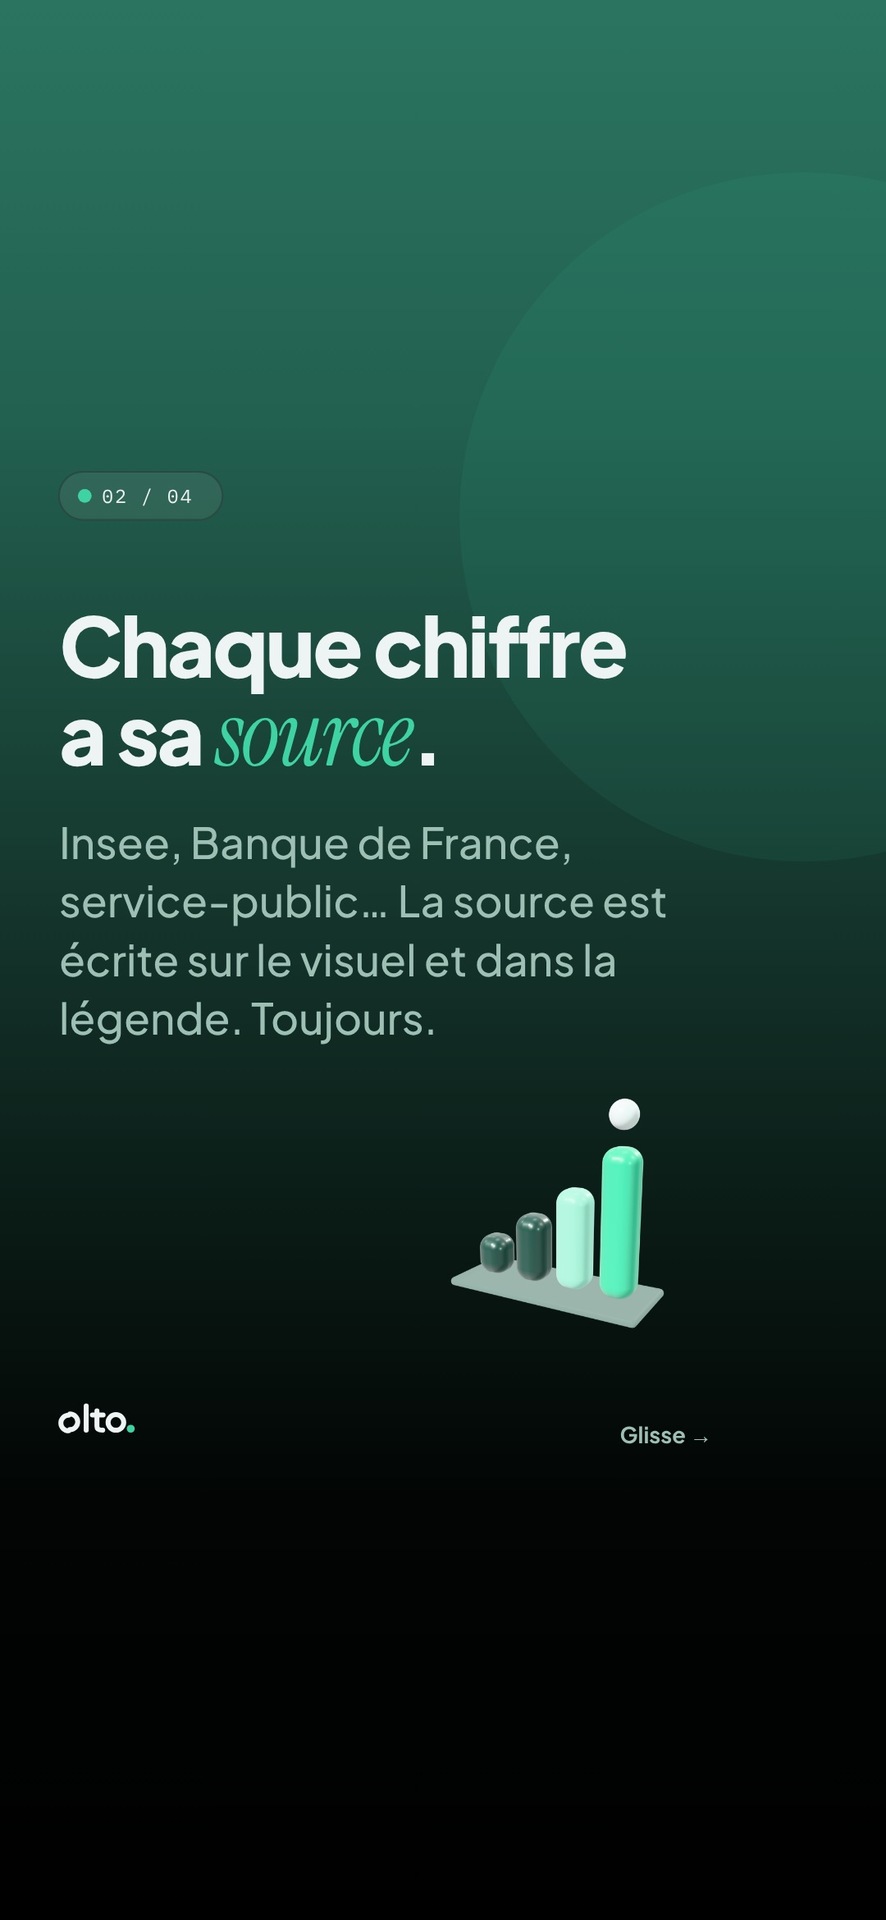 02 / 04
Chaque chiffre
a sa source.
Insee, Banque de France,
service-public… La source est
écrite sur le visuel et dans la
légende. Toujours.
olto.
Glisse →